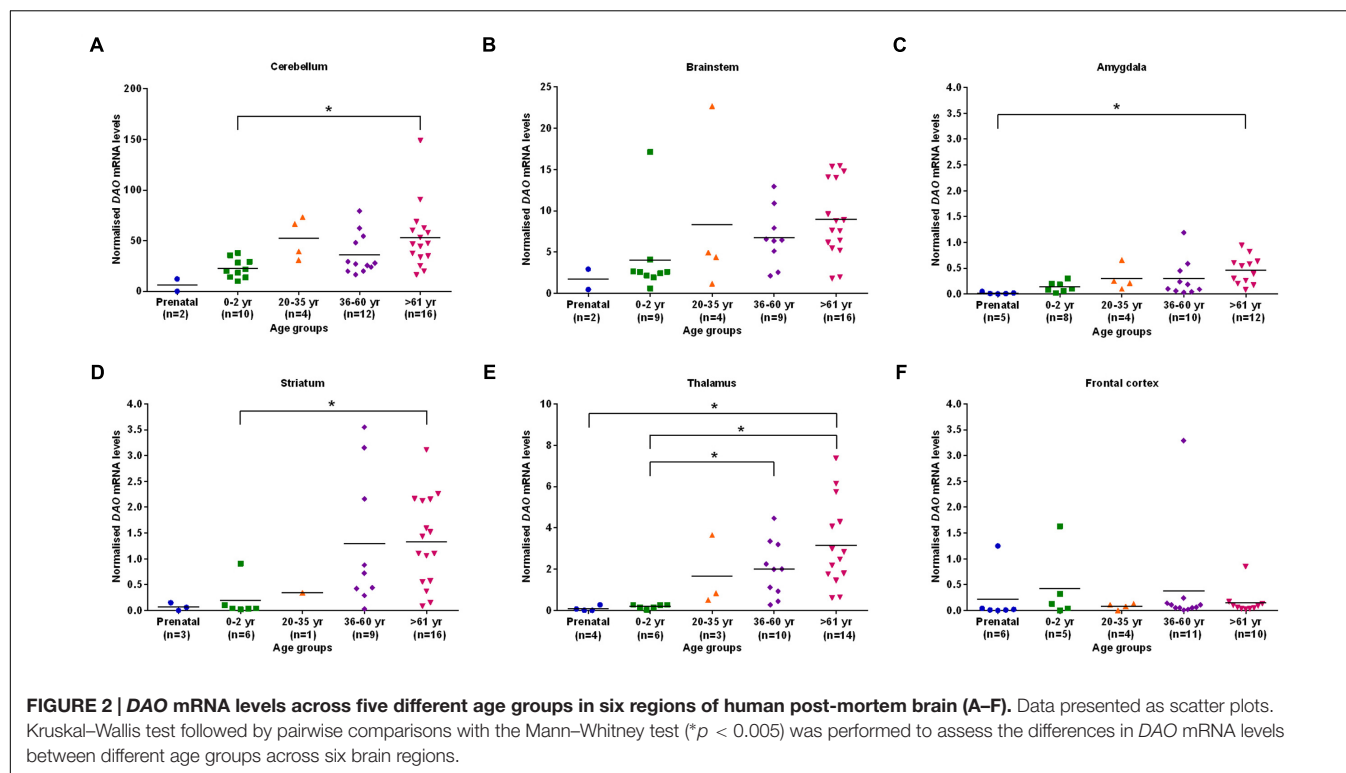 A
Cerebellum
Normalised DAO mRNA levels
200
150
100
50
0
*
Prenatal 0-2 yr 20-35 yr 36-60 yr >61 yr
(n=2) (n=10) (n=4) (n=12) (n=16)
Age groups
B
Brainstem
Normalised DAO mRNA levels
25
20
15
10
5
0
Prenatal 0-2 yr 20-35 yr 36-60 yr >61 yr
(n=2) (n=9) (n=4) (n=9) (n=16)
Age groups
C
Amygdala
Normalised DAO mRNA levels
4.0
3.5
3.0
2.5
2.0
1.5
1.0
0.5
0.0
*
Prenatal 0-2 yr 20-35 yr 36-60 yr >61 yr
(n=5) (n=8) (n=4) (n=10) (n=12)
Age groups
D
Striatum
Normalised DAO mRNA levels
4.0
3.5
3.0
2.5
2.0
1.5
1.0
0.5
0.0
*
Prenatal 0-2 yr 20-35 yr 36-60 yr >61 yr
(n=3) (n=6) (n=1) (n=9) (n=16)
Age groups
E
Thalamus
Normalised DAO mRNA levels
10
8
6
4
2
0
*
*
*
Prenatal 0-2 yr 20-35 yr 36-60 yr >61 yr
(n=4) (n=6) (n=3) (n=10) (n=14)
Age groups
F
Frontal cortex
Normalised DAO mRNA levels
4.0
3.5
3.0
2.5
2.0
1.5
1.0
0.5
0.0
Prenatal 0-2 yr 20-35 yr 36-60 yr >61 yr
(n=6) (n=5) (n=4) (n=11) (n=10)
Age groups
FIGURE 2 | DAO mRNA levels across five different age groups in six regions of human post-mortem brain (A–F). Data presented as scatter plots.
Kruskal–Wallis test followed by pairwise comparisons with the Mann–Whitney test (*p < 0.005) was performed to assess the differences in DAO mRNA levels
between different age groups across six brain regions.